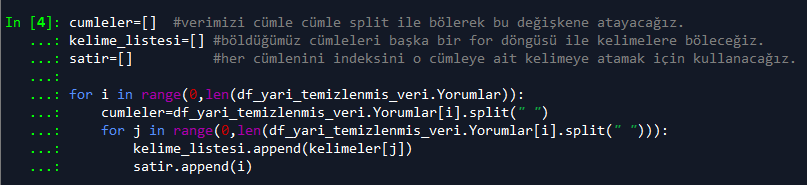 In [4]: cumleler=[]  #verimizi cümle cümle split ile bölerek bu değişkene atayacağız.
   ...: kelime_listesi=[] #böldüğümüz cümleleri başka bir for döngüsü ile kelimelere böleceğiz.
   ...: satir=[]          #her cümlenini indeksini o cümleye ait kelimeye atamak için kullanacağız.
   ...:
   ...: for i in range(0,len(df_yari_temizlenmis_veri.Yorumlar)):
   ...:     cumleler=df_yari_temizlenmis_veri.Yorumlar[i].split(" ")
   ...:     for j in range(0,len(df_yari_temizlenmis_veri.Yorumlar[i].split(" "))):
   ...:         kelime_listesi.append(kelimeler[j])
   ...:         satir.append(i)